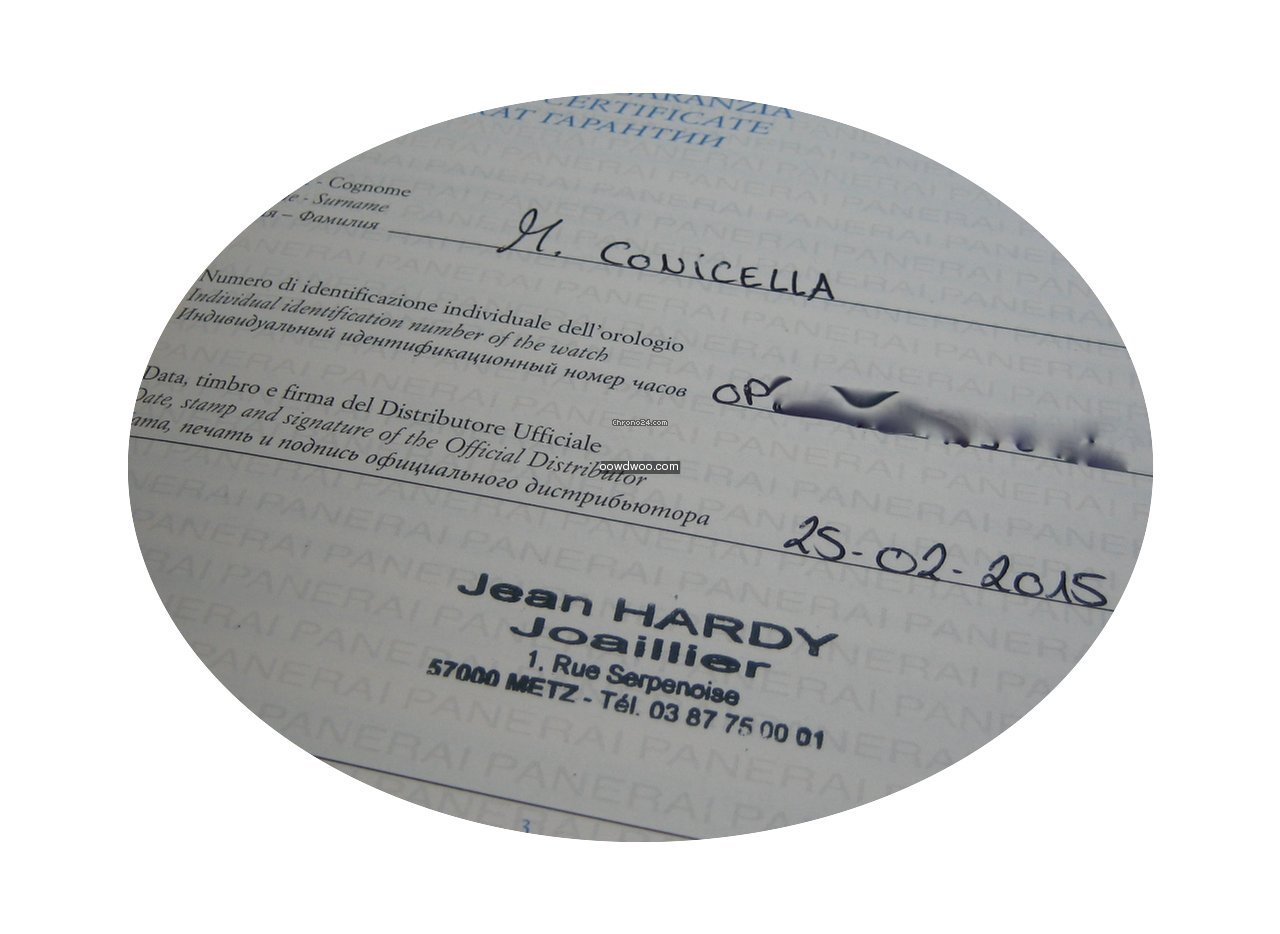 GARANZIA
CERTIFICATE
ГАРАНТИИ
- Cognome
- Surname
– Фамилия
M. CONICELLA
Numero di identificazione individuale dell'orologio
Individual identification number of the watch
Индивидуальный идентификационный номер часов
OP
Data, timbro e firma del Distributore Ufficiale
Date, stamp and signature of the Official Distributor
печать и подпись официального дистрибьютора
25-02-2015
Jean HARDY
Joaillier
1. Rue Serpenoise
57000 METZ - Tél. 03 87 75 00 01
3
Chrono24.com
oowdwoo.com